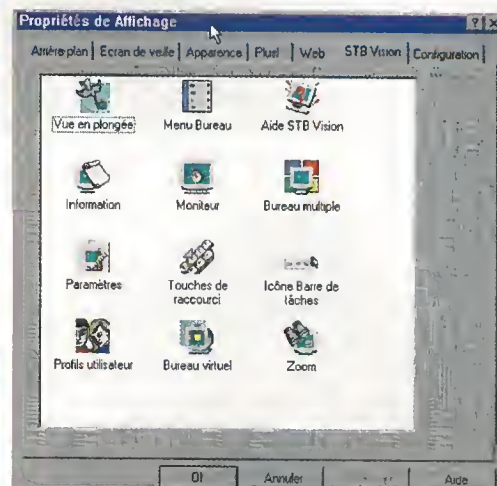 Propriétés de Affichage
Arrière-plan | Ecran de veille | Apparence | Plus! | Web | STB Vision | Configuration
Vue en plongée Menu Bureau Aide STB Vision
Information Moniteur Bureau multiple
Paramètres Touches de raccourci Icône Barre de tâches
Profils utilisateur Bureau virtuel Zoom
Annuler Aide